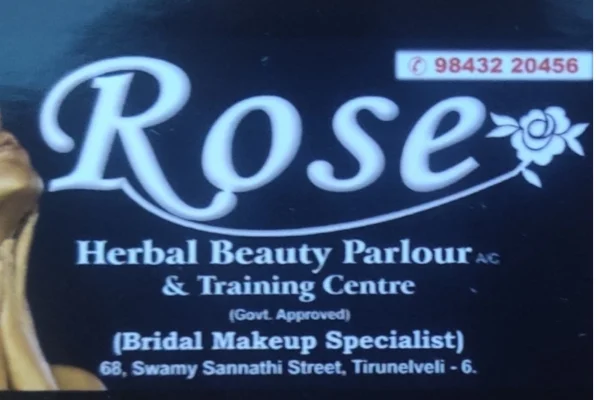 ✆ 98432 20456
Rose
Herbal Beauty Parlour A/C
& Training Centre
(Govt. Approved)
(Bridal Makeup Specialist)
68, Swamy Sannathi Street, Tirunelveli - 6.